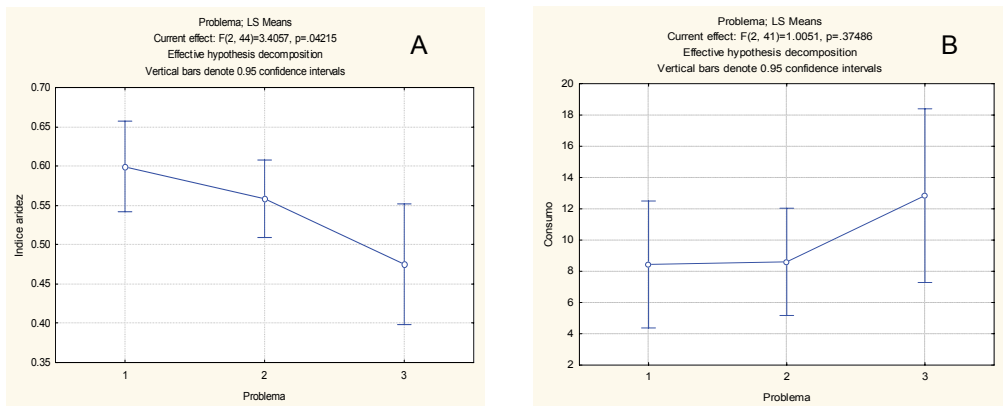 Problema; LS Means
Current effect: F(2, 44)=3.4057, p=.04215
Effective hypothesis decomposition
Vertical bars denote 0.95 confidence intervals
A
0.70
0.65
0.60
0.55
0.50
0.45
0.40
0.35
Indice aridez
1 2 3
Problema
Problema; LS Means
Current effect: F(2, 41)=1.0051, p=.37486
Effective hypothesis decomposition
Vertical bars denote 0.95 confidence intervals
B
20
18
16
14
12
10
8
6
4
2
Consumo
1 2 3
Problema